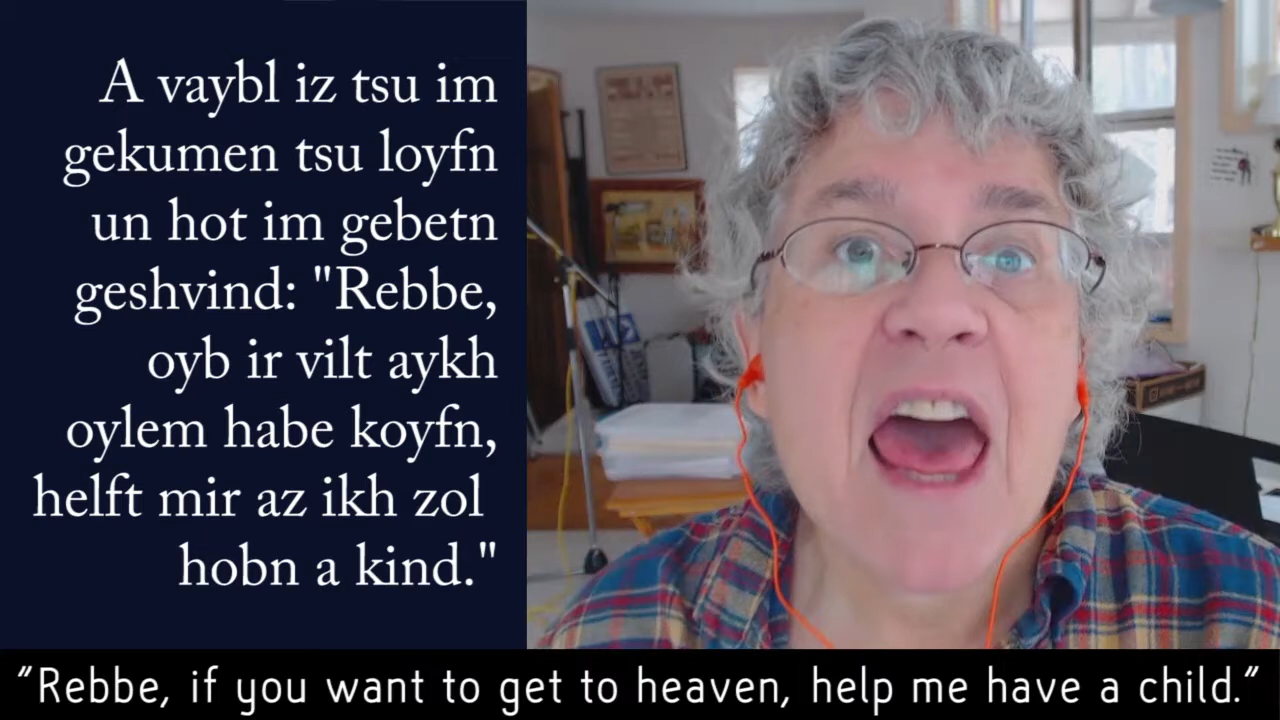 A vaybl iz tsu im
gekumen tsu loyfn
un hot im gebetn
geshvind: "Rebbe,
oyb ir vilt aykh
oylem habe koyfn,
helft mir az ikh zol
hobn a kind."
"Rebbe, if you want to get to heaven, help me have a child."